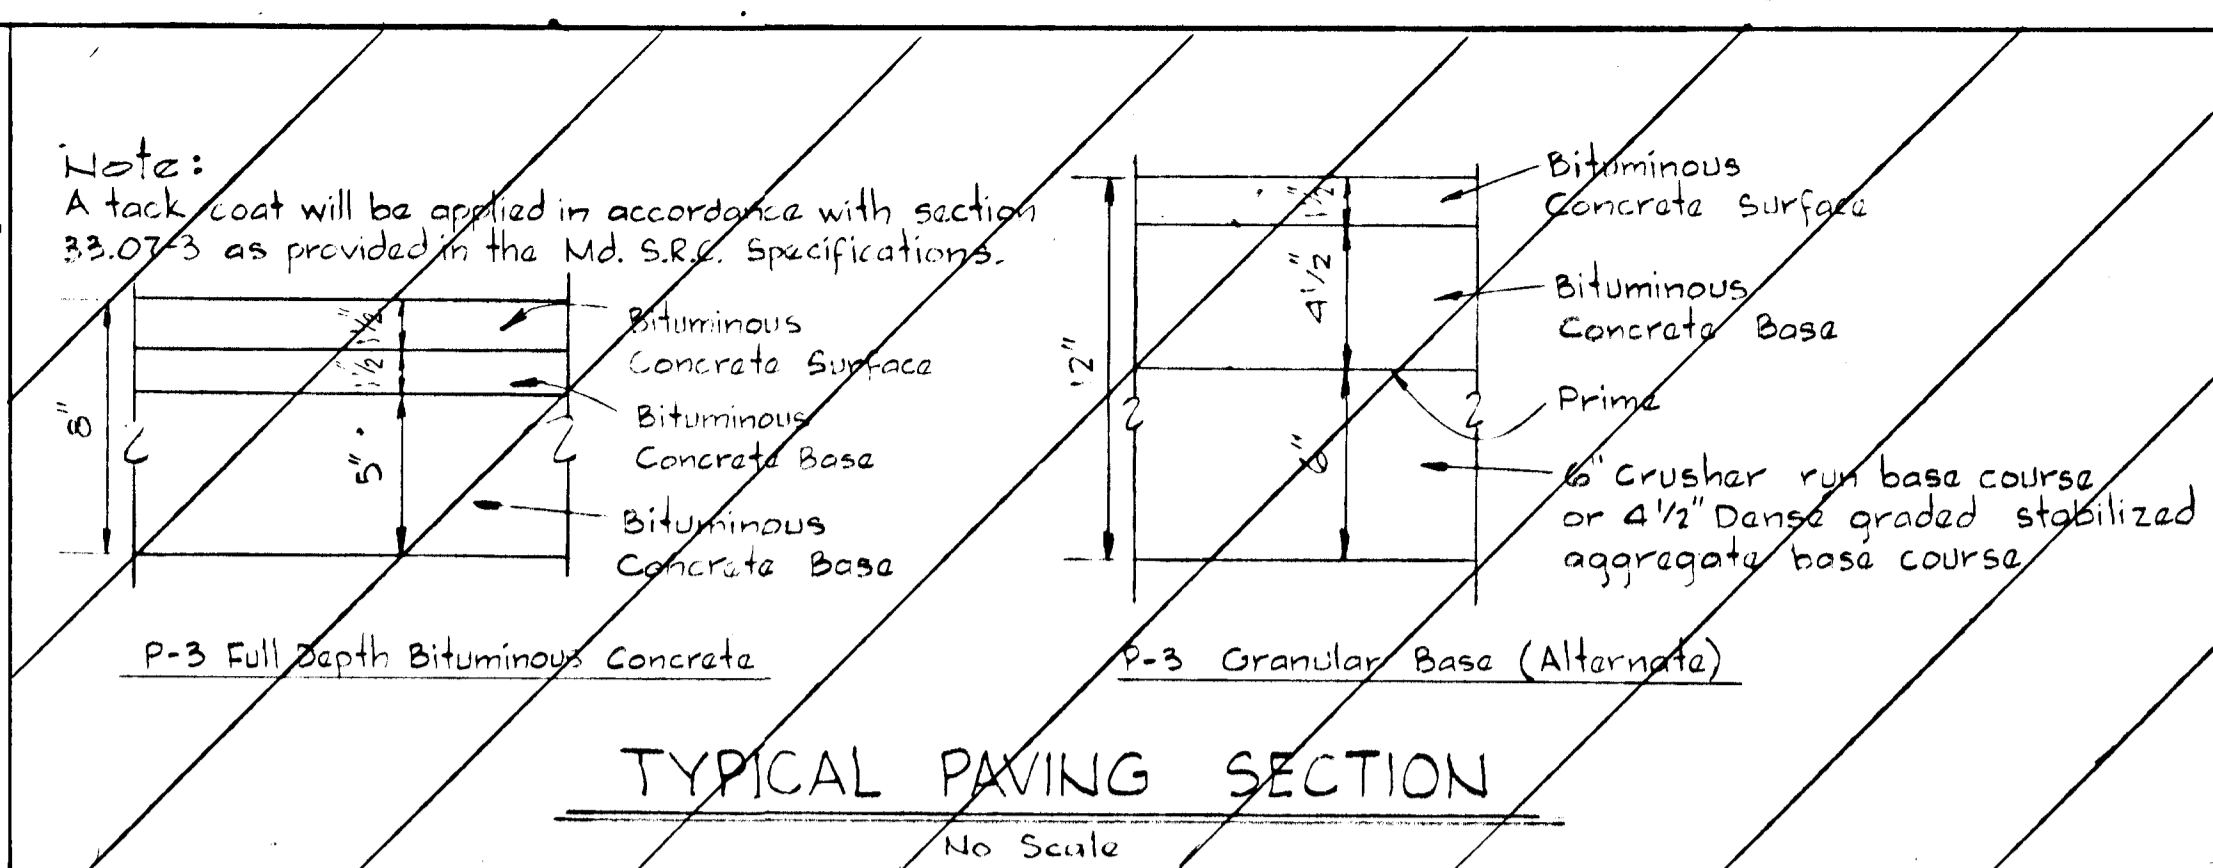 Note:
A tack coat will be applied in accordance with section
33.07-3 as provided in the Md. S.R.C. Specifications.
8"
1½"
1½"
5"
Bituminous
Concrete Surface
Bituminous
Concrete Base
Bituminous
Concrete Base
P-3 Full Depth Bituminous Concrete
12"
1½"
4½"
6"
Bituminous
Concrete Surface
Bituminous
Concrete Base
Prime
6" Crusher run base course
or 4½" Dense graded stabilized
aggregate base course
P-3 Granular Base (Alternate)
TYPICAL PAVING SECTION
No Scale